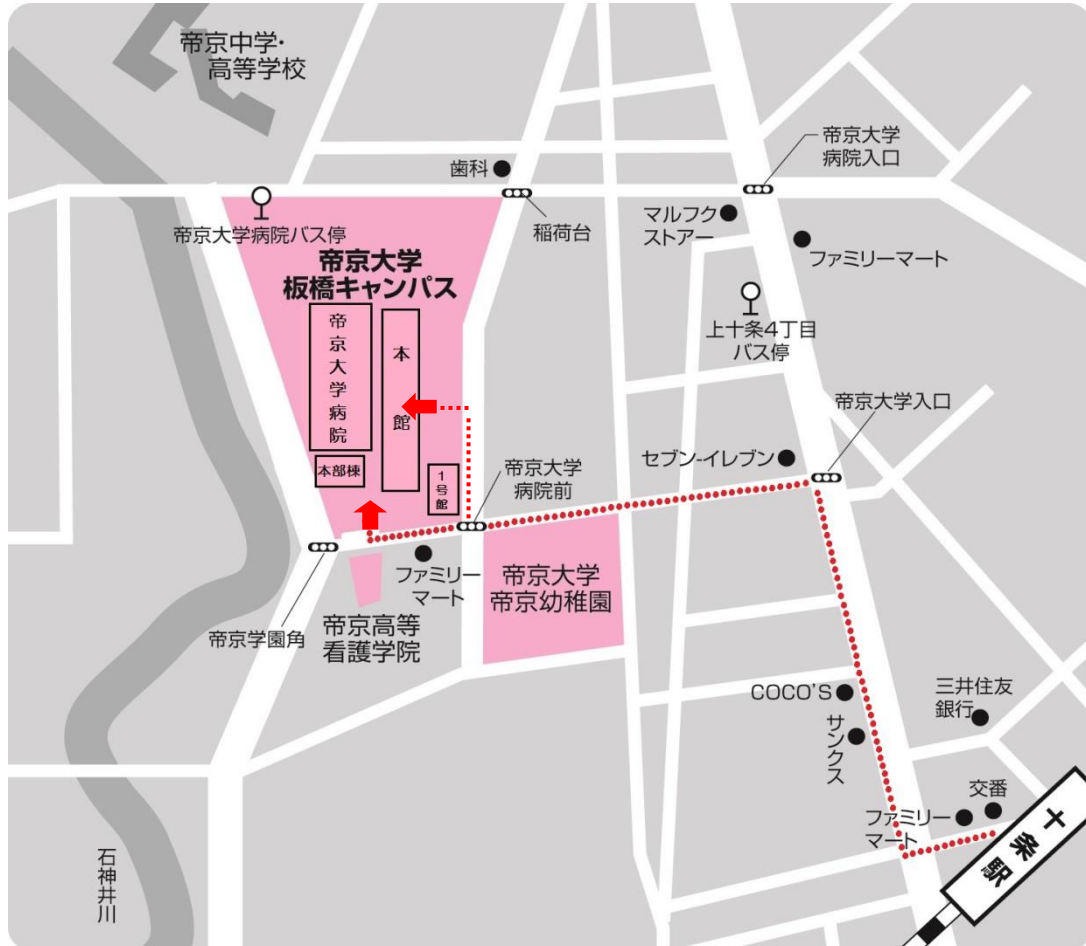 帝京中学・
高等学校
帝京大学
病院入口
歯科
稲荷台
マルフク
ストアー
ファミリーマート
帝京大学病院バス停
帝京大学
板橋キャンパス
上十条4丁目
バス停
帝京大学病院
本館
本部棟
1号館
帝京大学入口
セブン-イレブン
帝京大学
病院前
ファミリー
マート
帝京大学
帝京幼稚園
帝京学園角
帝京高等
看護学院
COCO'S
サンクス
三井住友
銀行
交番
ファミリー
マート
十条駅
石神井川